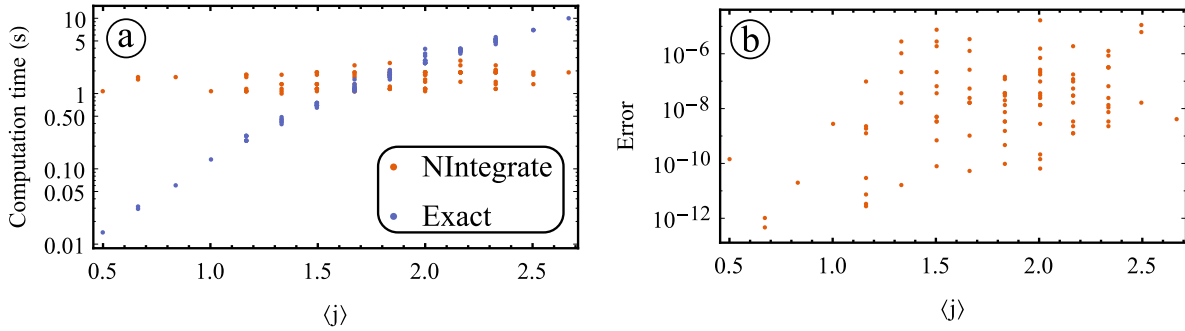 a
Computation time (s)
10
5
1
0.50
0.10
0.05
0.01
NIntegrate
Exact
0.5 1.0 1.5 2.0 2.5
⟨j⟩
b
Error
10⁻⁶
10⁻⁸
10⁻¹⁰
10⁻¹²
0.5 1.0 1.5 2.0 2.5
⟨j⟩